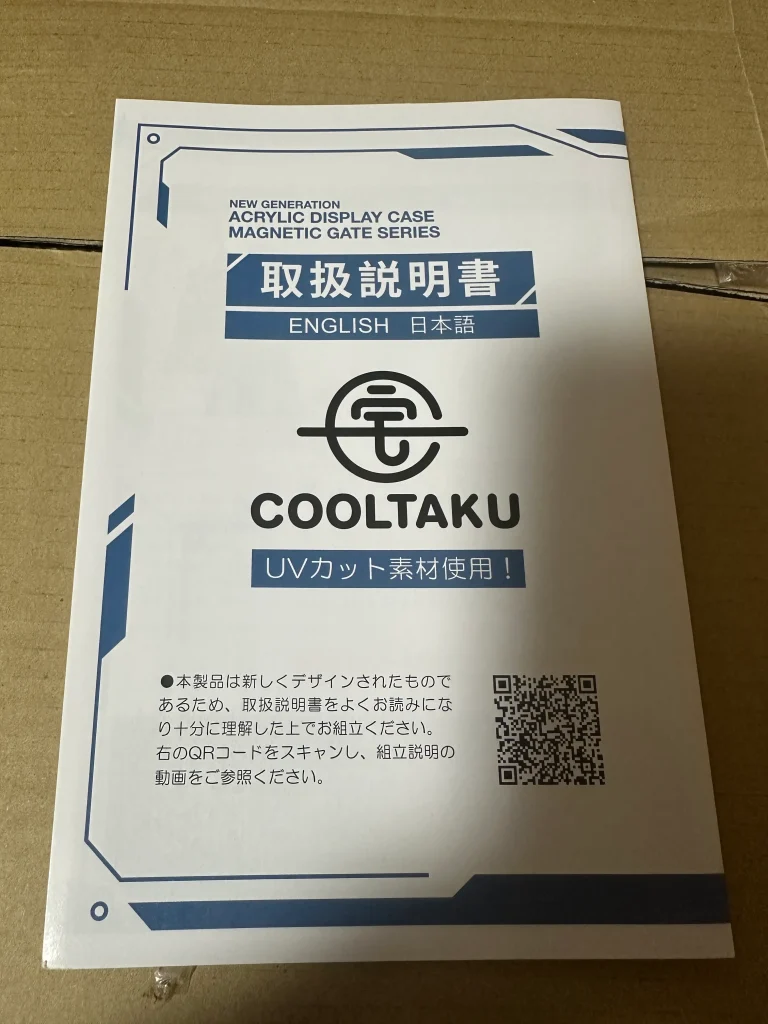 NEW GENERATION
ACRYLIC DISPLAY CASE
MAGNETIC GATE SERIES
取扱説明書
ENGLISH 日本語
宅
COOLTAKU
UVカット素材使用！
●本製品は新しくデザインされたもので
あるため、取扱説明書をよくお読みにな
り十分に理解した上でお組立ください。
右のQRコードをスキャンし、組立説明の
動画をご参照ください。